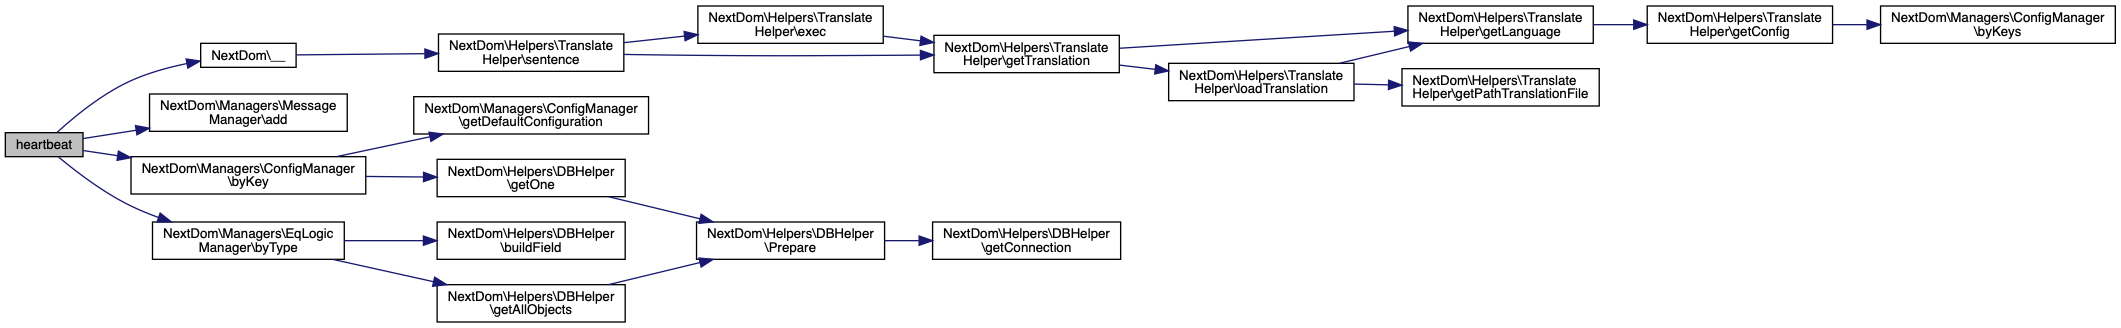 heartbeat
NextDom\__
NextDom\Managers\Message
Manager\add
NextDom\Managers\ConfigManager
\byKey
NextDom\Managers\EqLogic
Manager\byType
NextDom\Helpers\Translate
Helper\sentence
NextDom\Managers\ConfigManager
\getDefaultConfiguration
NextDom\Helpers\DBHelper
\getOne
NextDom\Helpers\DBHelper
\buildField
NextDom\Helpers\DBHelper
\getAllObjects
NextDom\Helpers\Translate
Helper\exec
NextDom\Helpers\DBHelper
\Prepare
NextDom\Helpers\Translate
Helper\getTranslation
NextDom\Helpers\DBHelper
\getConnection
NextDom\Helpers\Translate
Helper\loadTranslation
NextDom\Helpers\Translate
Helper\getLanguage
NextDom\Helpers\Translate
Helper\getPathTranslationFile
NextDom\Helpers\Translate
Helper\getConfig
NextDom\Managers\ConfigManager
\byKeys